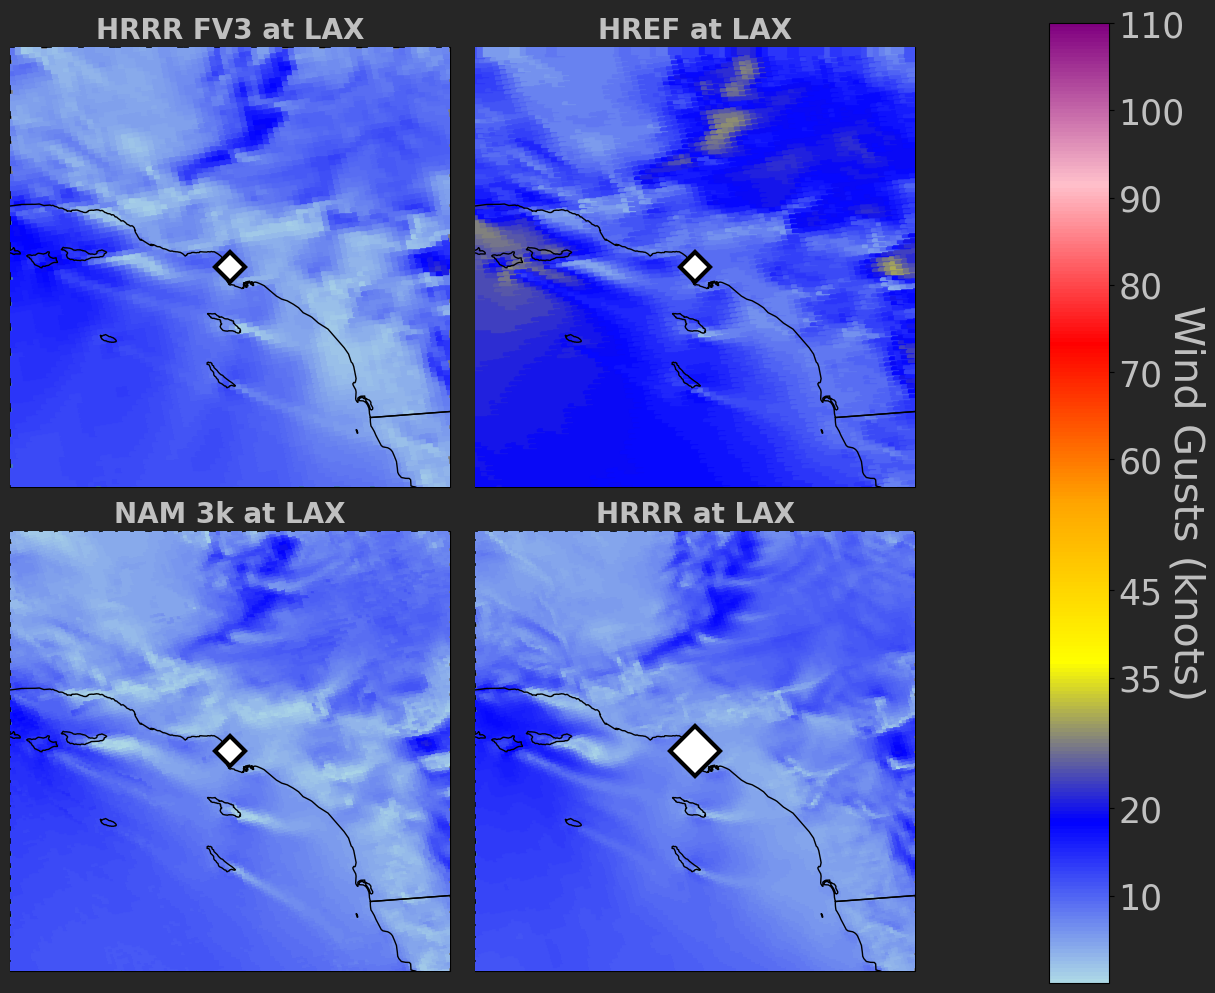 HRRR FV3 at LAX
HREF at LAX
NAM 3k at LAX
HRRR at LAX
110
100
90
80
70
60
45
35
20
10
Wind Gusts (knots)